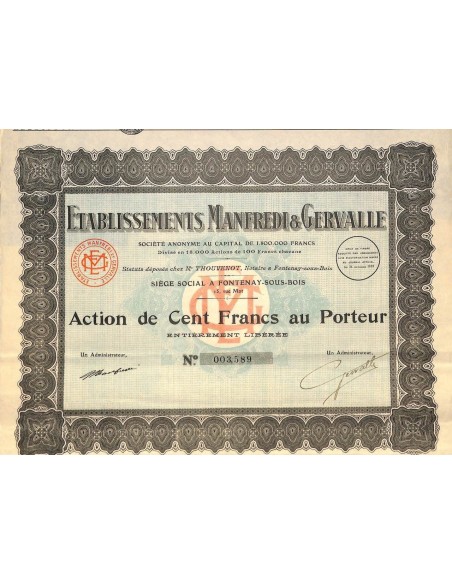 ETABLISSEMENTS MANFREDI & GERVALLE
SOCIÉTÉ ANONYME AU CAPITAL DE 1.800.000 FRANCS
Divisé en 18.000 Actions de 100 Francs chacune
Statuts déposés chez Me THOUVENOT, Notaire à Fontenay-sous-Bois
SIÈGE SOCIAL A FONTENAY-SOUS-BOIS
Action de Cent Francs au Porteur
ENTIÈREMENT LIBÉRÉE
Un Administrateur,
No 003,589
Un Administrateur,